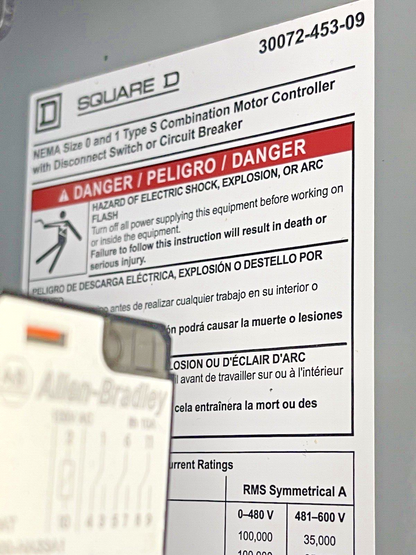 30072-453-09
D SQUARE D
NEMA Size 0 and 1 Type S Combination Motor Controller
with Disconnect Switch or Circuit Breaker
DANGER / PELIGRO / DANGER
HAZARD OF ELECTRIC SHOCK, EXPLOSION, OR ARC
FLASH
Turn off all power supplying this equipment before working on
or inside the equipment.
Failure to follow this instruction will result in death or
serious injury.
PELIGRO DE DESCARGA ELÉCTRICA, EXPLOSIÓN O DESTELLO POR
antes de realizar cualquier trabajo en su interior o
podrá causar la muerte o lesiones
OU D'ÉCLAIR D'ARC
avant de travailler sur ou à l'intérieur
cela entraînera la mort ou des
Ratings
RMS Symmetrical A
0–480 V 481–600 V
100,000 35,000
Allen-Bradley